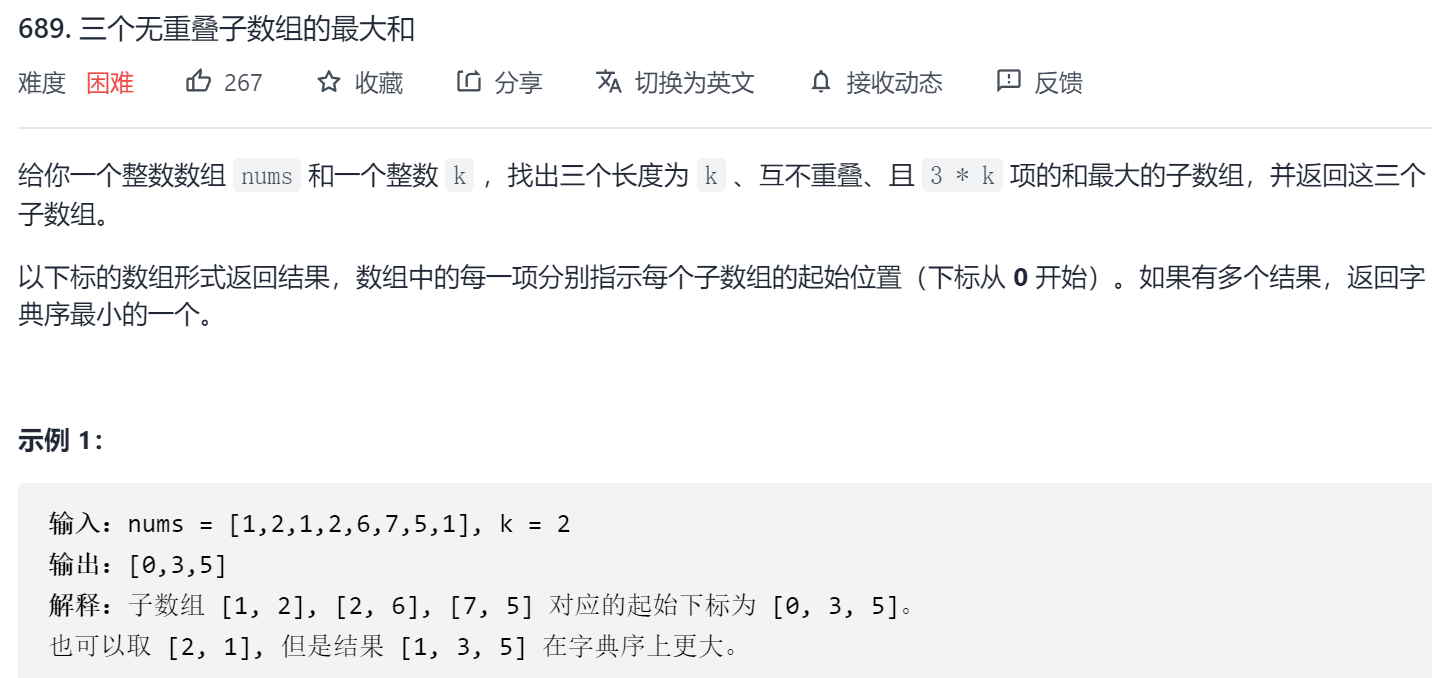 689. 三个无重叠子数组的最大和
难度 困难 267 收藏 分享 切换为英文 接收动态 反馈
给你一个整数数组 nums 和一个整数 k ，找出三个长度为 k 、互不重叠、且 3 * k 项的和最大的子数组，并返回这三个
子数组。
以下标的数组形式返回结果，数组中的每一项分别指示每个子数组的起始位置（下标从 0 开始）。如果有多个结果，返回字
典序最小的一个。
示例 1：
输入：nums = [1,2,1,2,6,7,5,1], k = 2
输出：[0,3,5]
解释：子数组 [1, 2], [2, 6], [7, 5] 对应的起始下标为 [0, 3, 5]。
也可以取 [2, 1], 但是结果 [1, 3, 5] 在字典序上更大。